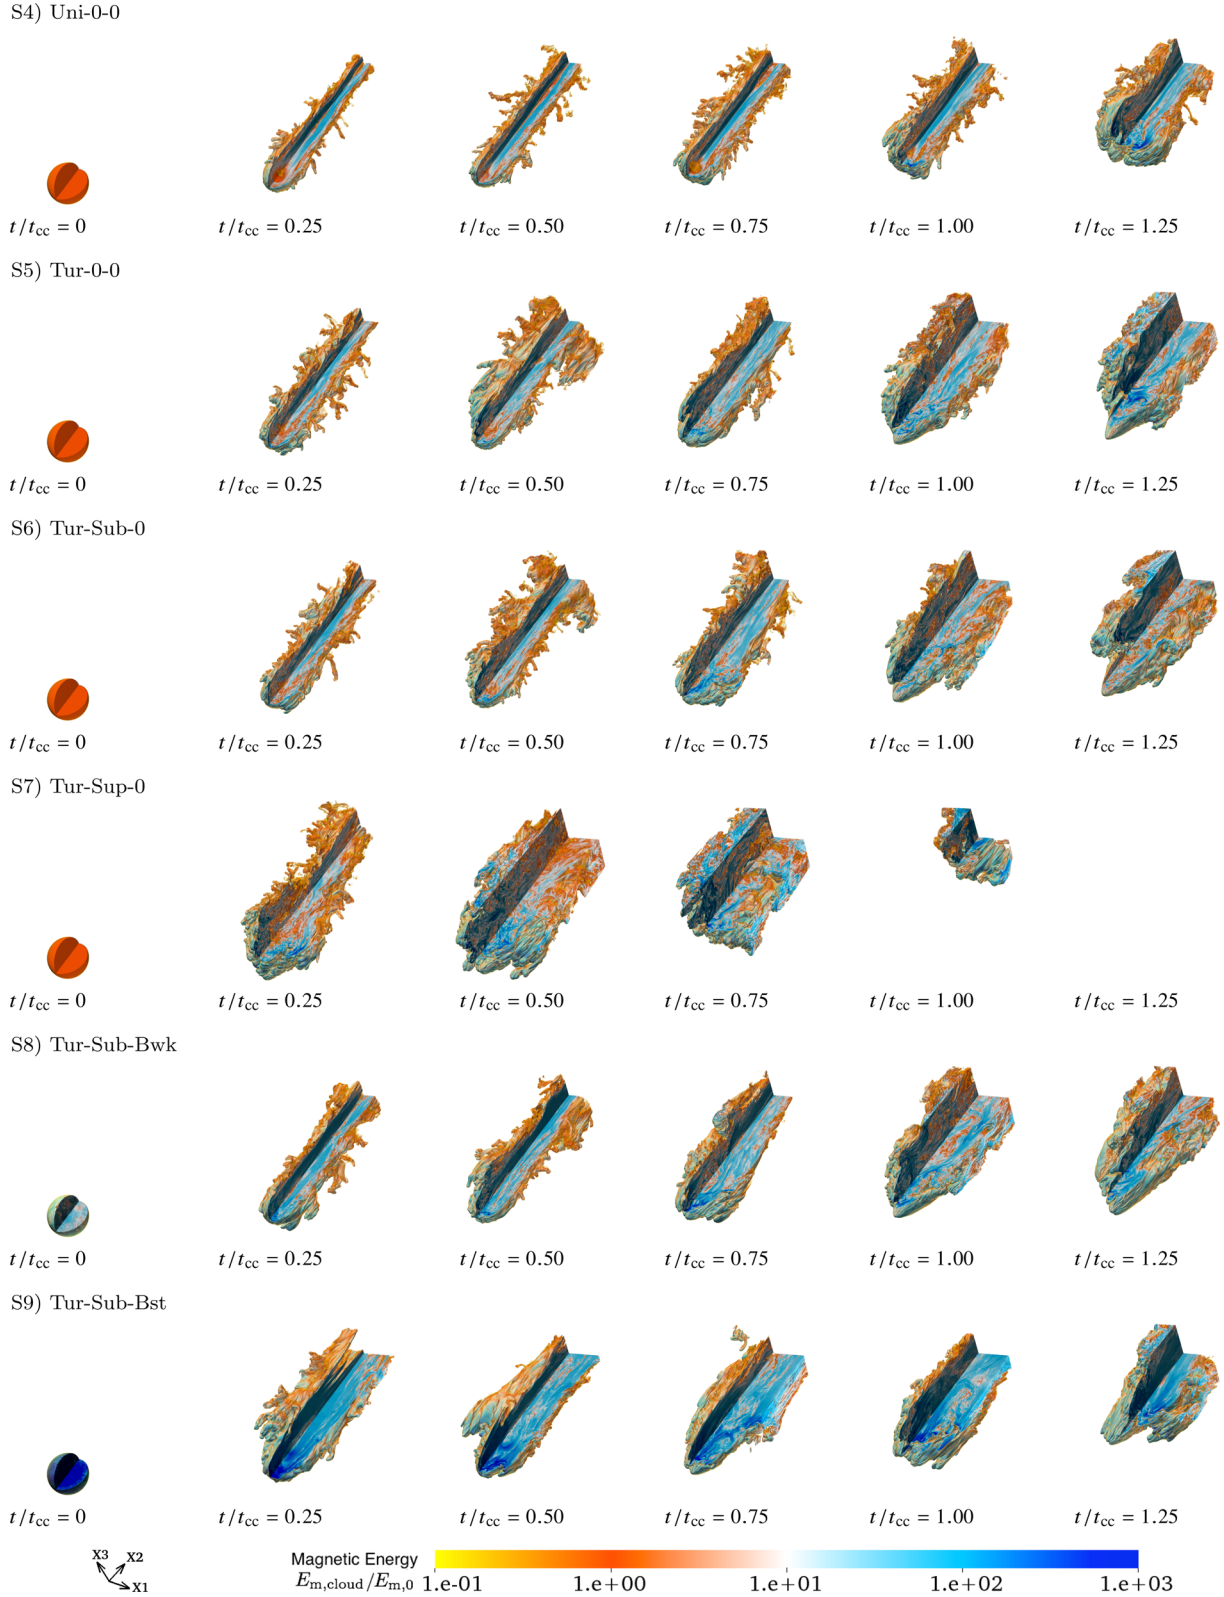 S4) Uni-0-0
t/tcc = 0 t/tcc = 0.25 t/tcc = 0.50 t/tcc = 0.75 t/tcc = 1.00 t/tcc = 1.25
S5) Tur-0-0
t/tcc = 0 t/tcc = 0.25 t/tcc = 0.50 t/tcc = 0.75 t/tcc = 1.00 t/tcc = 1.25
S6) Tur-Sub-0
t/tcc = 0 t/tcc = 0.25 t/tcc = 0.50 t/tcc = 0.75 t/tcc = 1.00 t/tcc = 1.25
S7) Tur-Sup-0
t/tcc = 0 t/tcc = 0.25 t/tcc = 0.50 t/tcc = 0.75 t/tcc = 1.00 t/tcc = 1.25
S8) Tur-Sub-Bwk
t/tcc = 0 t/tcc = 0.25 t/tcc = 0.50 t/tcc = 0.75 t/tcc = 1.00 t/tcc = 1.25
S9) Tur-Sub-Bst
t/tcc = 0 t/tcc = 0.25 t/tcc = 0.50 t/tcc = 0.75 t/tcc = 1.00 t/tcc = 1.25
X3 X2
X1
Magnetic Energy
Em,cloud/Em,0 1.e-01 1.e+00 1.e+01 1.e+02 1.e+03